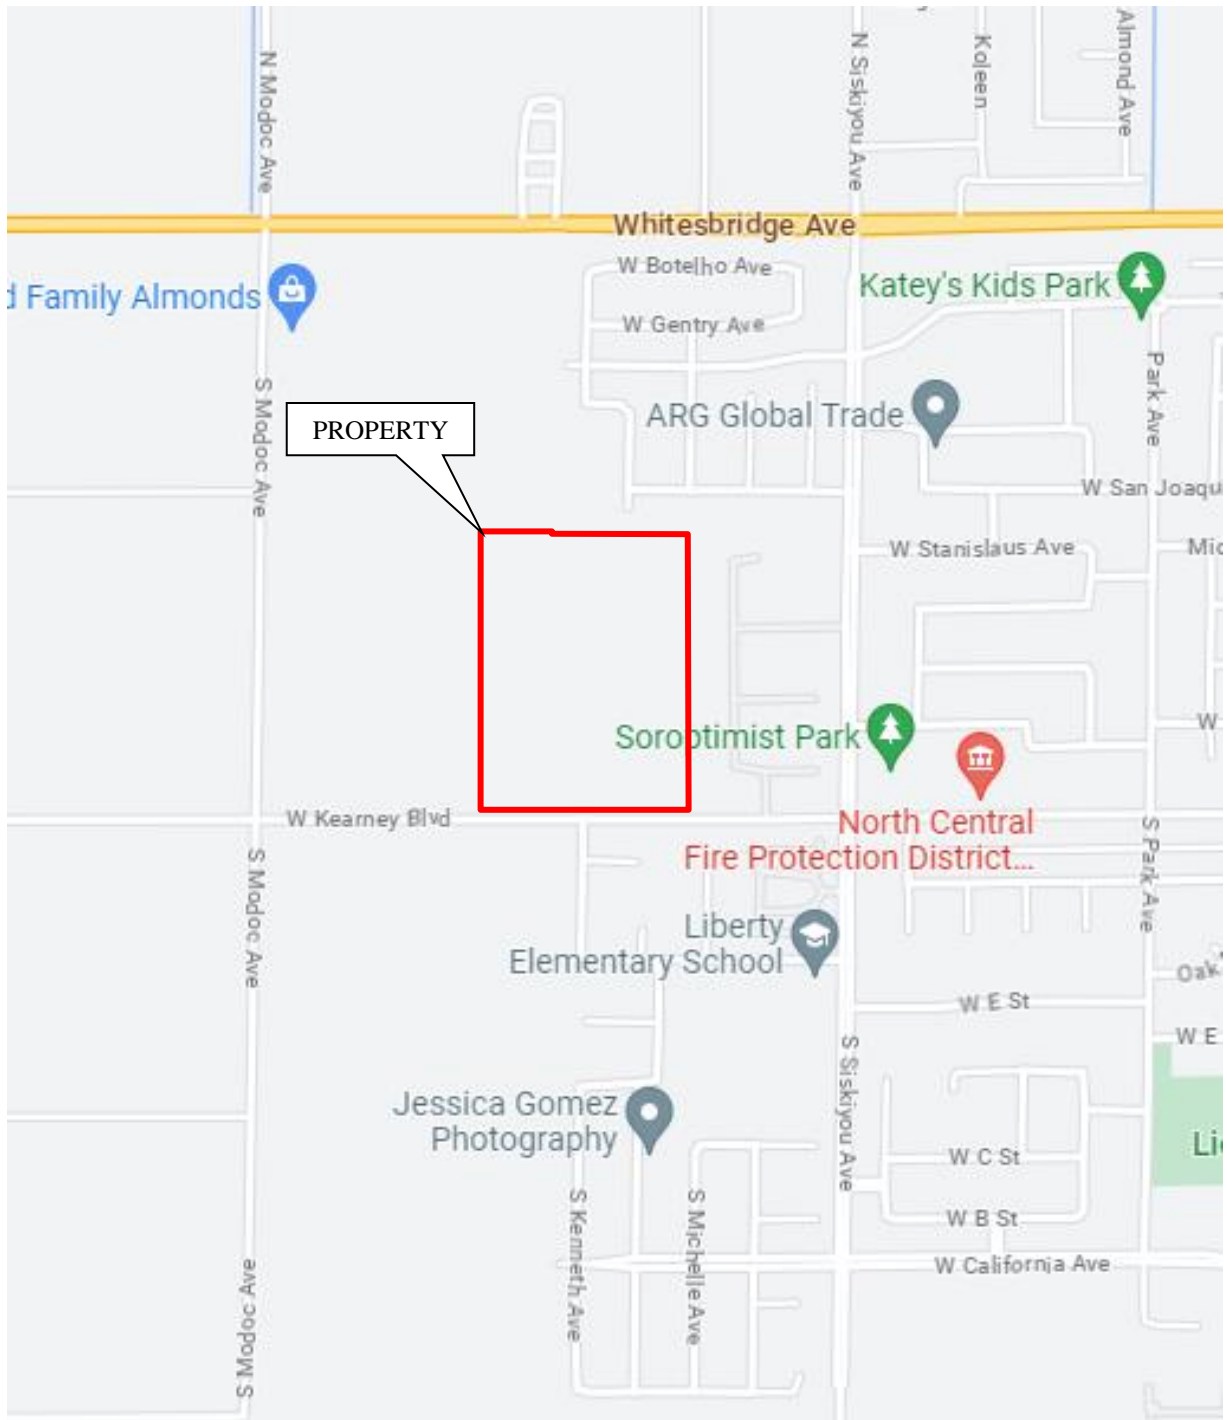 N Modoc Ave
N Siskiyou Ave
Koleen
Almond Ave
Whitesbridge Ave
W Botelho Ave
Katey's Kids Park
d Family Almonds
W Gentry Ave
S Modoc Ave
Park Ave
ARG Global Trade
PROPERTY
W San Joaqu
W Stanislaus Ave
Mic
Soroptimist Park
W
W Kearney Blvd
North Central
Fire Protection District...
S Park Ave
S Modoc Ave
Liberty
Elementary School
Oak
W E St
W E
S Siskiyou Ave
Jessica Gomez
Photography
Li
W C St
S Kenneth Ave
S Michelle Ave
W B St
W California Ave
S Modoc Ave